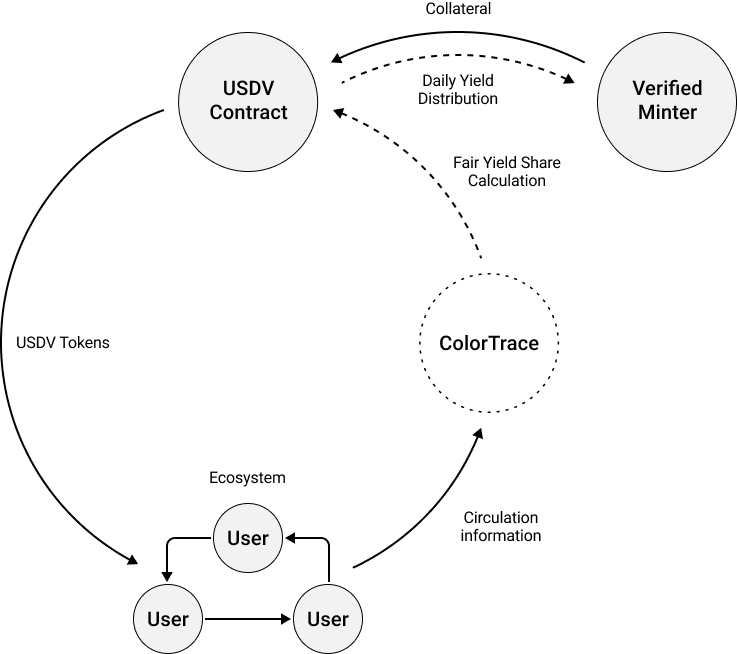 Collateral
USDV
Contract
Daily Yield
Distribution
Verified
Minter
Fair Yield Share
Calculation
USDV Tokens
ColorTrace
Ecosystem
Circulation
information
User
User
User